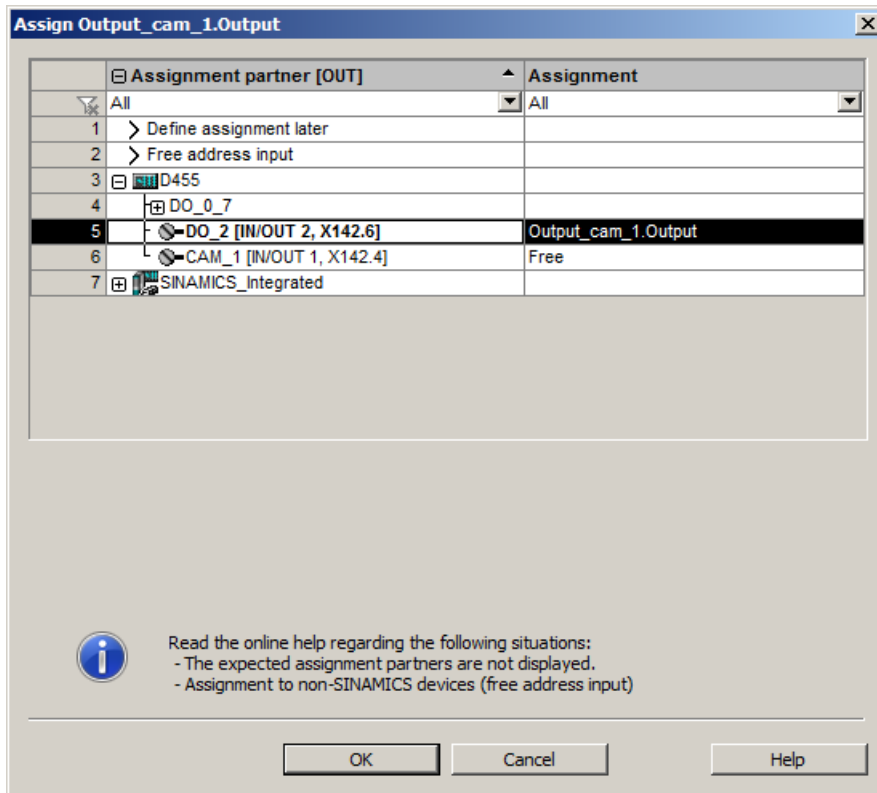 Assign Output_cam_1.Output
Assignment partner [OUT] Assignment
All All
1 Define assignment later
2 Free address input
3 D455
4 DO_0_7
5 DO_2 [IN/OUT 2, X142.6] Output_cam_1.Output
6 CAM_1 [IN/OUT 1, X142.4] Free
7 SINAMICS_Integrated
Read the online help regarding the following situations:
- The expected assignment partners are not displayed.
- Assignment to non-SINAMICS devices (free address input)
OK Cancel Help